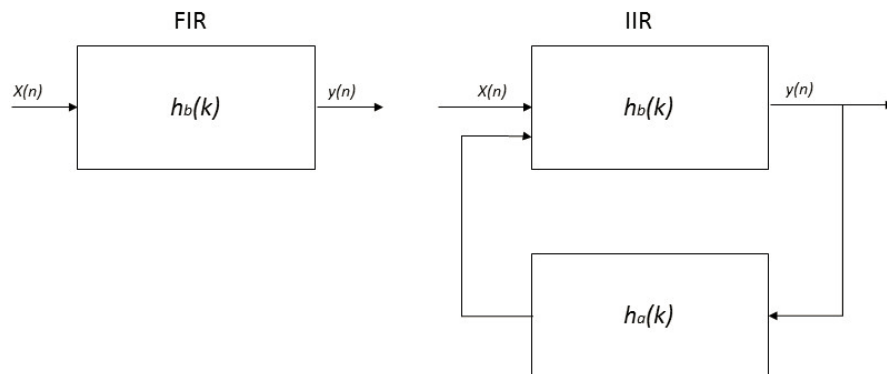 FIR
X(n)
hb(k)
y(n)
IIR
X(n)
hb(k)
y(n)
ha(k)